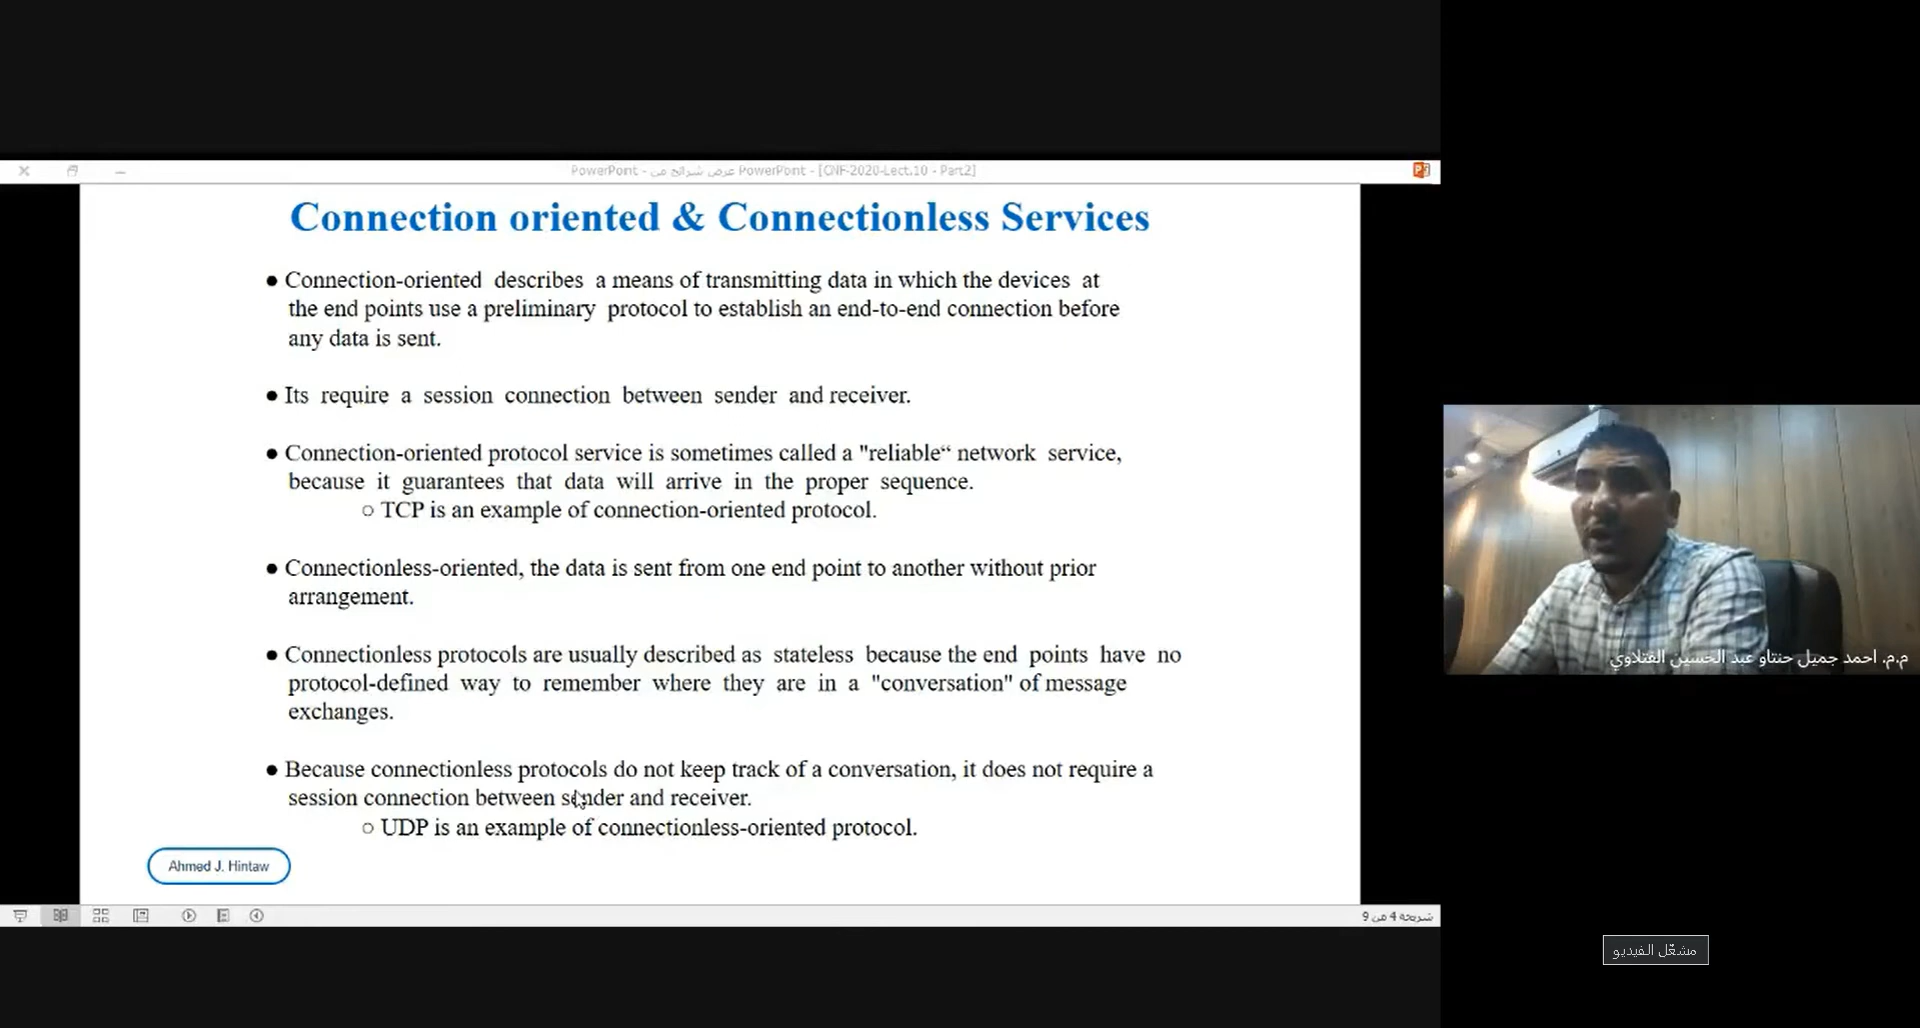 PowerPoint - عرض شرائح من PowerPoint - [CNF-2020-Lect.10 - Part2]
Connection oriented & Connectionless Services
● Connection-oriented describes a means of transmitting data in which the devices at
the end points use a preliminary protocol to establish an end-to-end connection before
any data is sent.
● Its require a session connection between sender and receiver.
● Connection-oriented protocol service is sometimes called a "reliable“ network service,
because it guarantees that data will arrive in the proper sequence.
○ TCP is an example of connection-oriented protocol.
● Connectionless-oriented, the data is sent from one end point to another without prior
arrangement.
● Connectionless protocols are usually described as stateless because the end points have no
protocol-defined way to remember where they are in a "conversation" of message
exchanges.
● Because connectionless protocols do not keep track of a conversation, it does not require a
session connection between sender and receiver.
○ UDP is an example of connectionless-oriented protocol.
Ahmed J. Hintaw
شريحة 4 من 9
م.م. احمد جميل حنتاو عبد الحسين الفتلاوي
مشغّل الفيديو